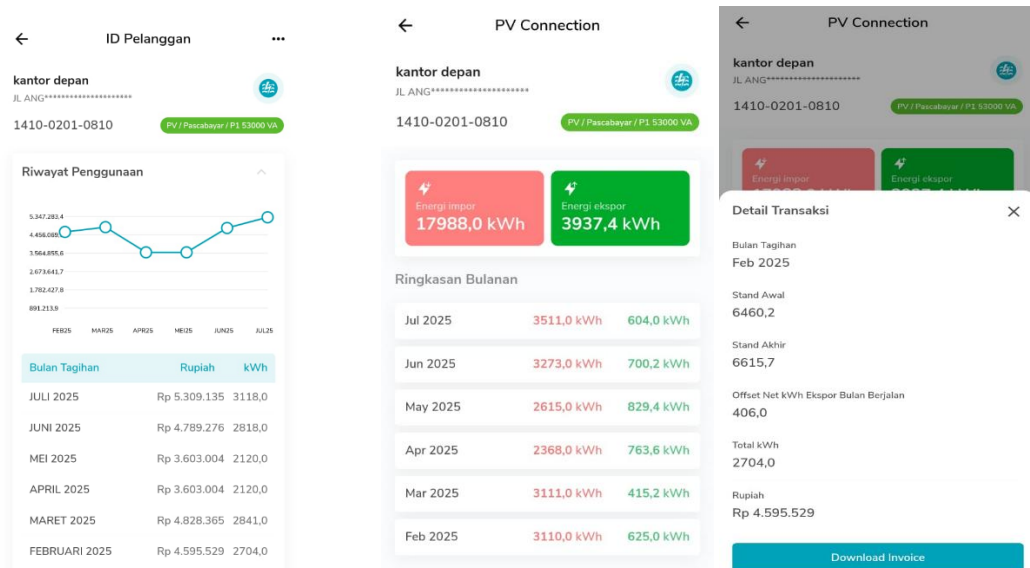 ID Pelanggan
kantor depan
JL ANG**********************
1410-0201-0810
PV / Pascabayar / P1 53000 VA
Riwayat Penggunaan
5.347.283,4
4.456.069,5
3.564.855,6
2.673.641,7
1.782.427,8
891.213,9
FEB25 MAR25 APR25 MEI25 JUN25 JUL25
Bulan Tagihan Rupiah kWh
JULI 2025 Rp 5.309.135 3118,0
JUNI 2025 Rp 4.789.276 2818,0
MEI 2025 Rp 3.603.004 2120,0
APRIL 2025 Rp 3.603.004 2120,0
MARET 2025 Rp 4.828.365 2841,0
FEBRUARI 2025 Rp 4.595.529 2704,0
PV Connection
kantor depan
JL ANG**********************
1410-0201-0810
PV / Pascabayar / P1 53000 VA
Energi impor
17988,0 kWh
Energi ekspor
3937,4 kWh
Ringkasan Bulanan
Jul 2025 3511,0 kWh 604,0 kWh
Jun 2025 3273,0 kWh 700,2 kWh
May 2025 2615,0 kWh 829,4 kWh
Apr 2025 2368,0 kWh 763,6 kWh
Mar 2025 3111,0 kWh 415,2 kWh
Feb 2025 3110,0 kWh 625,0 kWh
PV Connection
kantor depan
JL ANG**********************
1410-0201-0810
PV / Pascabayar / P1 53000 VA
Energi impor
Energi ekspor
Detail Transaksi
Bulan Tagihan
Feb 2025
Stand Awal
6460,2
Stand Akhir
6615,7
Offset Net kWh Ekspor Bulan Berjalan
406,0
Total kWh
2704,0
Rupiah
Rp 4.595.529
Download Invoice